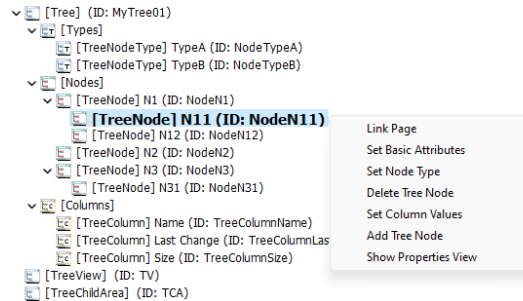 [Tree] (ID: MyTree01)
[Types]
[TreeNodeType] TypeA (ID: NodeTypeA)
[TreeNodeType] TypeB (ID: NodeTypeB)
[Nodes]
[TreeNode] N1 (ID: NodeN1)
[TreeNode] N11 (ID: NodeN11)
[TreeNode] N12 (ID: NodeN12)
[TreeNode] N2 (ID: NodeN2)
[TreeNode] N3 (ID: NodeN3)
[TreeNode] N31 (ID: NodeN31)
[Columns]
[TreeColumn] Name (ID: TreeColumnName)
[TreeColumn] Last Change (ID: TreeColumnLas
[TreeColumn] Size (ID: TreeColumnSize)
[TreeView] (ID: TV)
[TreeChildArea] (ID: TCA)
Link Page
Set Basic Attributes
Set Node Type
Delete Tree Node
Set Column Values
Add Tree Node
Show Properties View